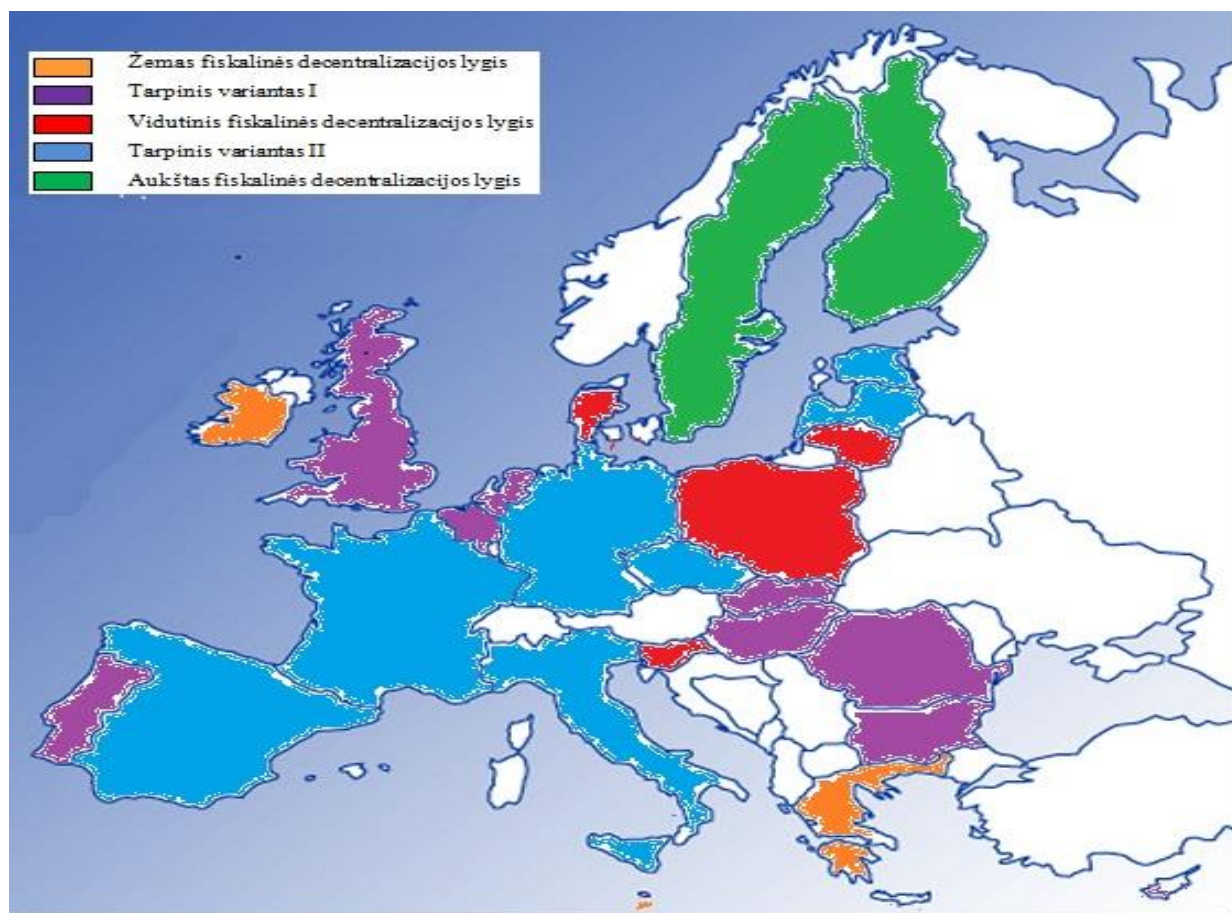 Žemas fiskalinės decentralizacijos lygis
Tarpinis variantas I
Vidutinis fiskalinės decentralizacijos lygis
Tarpinis variantas II
Aukštas fiskalinės decentralizacijos lygis